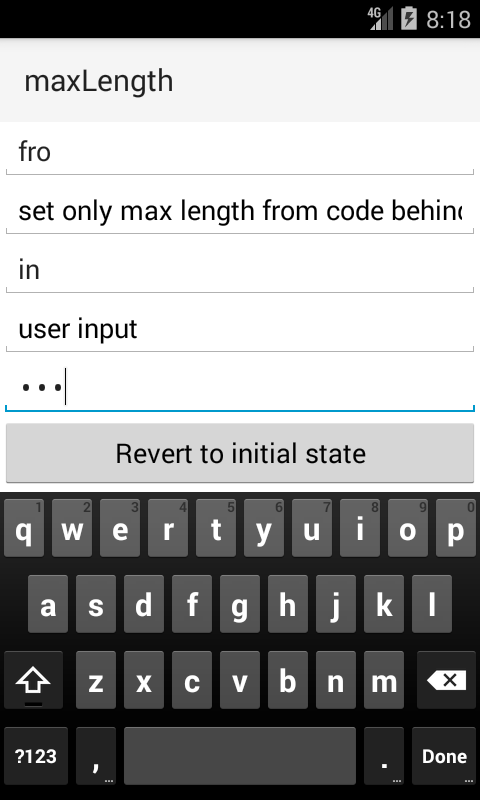 4G 8:18
maxLength
fro
set only max length from code behind
in
user input
•••
Revert to initial state
1 2 3 4 5 6 7 8 9 0
q w e r t y u i o p
a s d f g h j k l
z x c v b n m
?123 , ... . ... Done ...